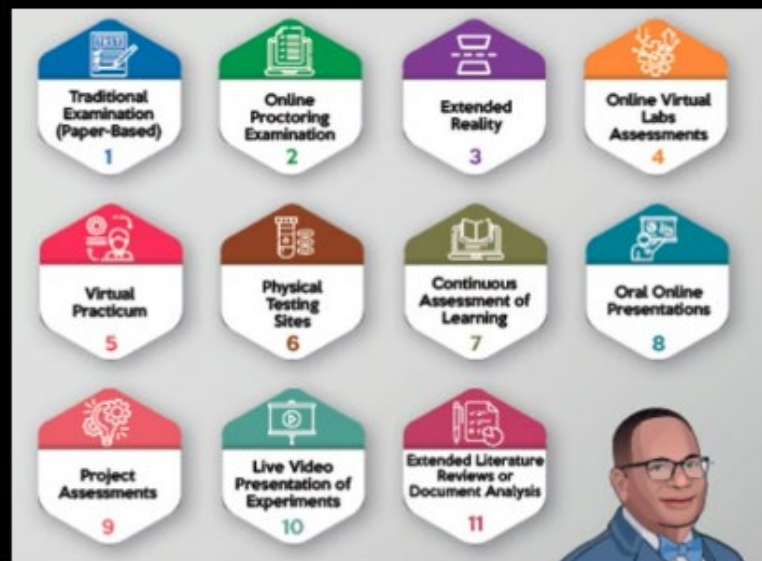 Traditional
Examination
(Paper-Based)
1
Online
Proctoring
Examination
2
Extended
Reality
3
Online Virtual
Labs
Assessments
4
Virtual
Practicum
5
Physical
Testing
Sites
6
Continuous
Assessment of
Learning
7
Oral Online
Presentations
8
Project
Assessments
9
Live Video
Presentation of
Experiments
10
Extended Literature
Reviews or
Document Analysis
11